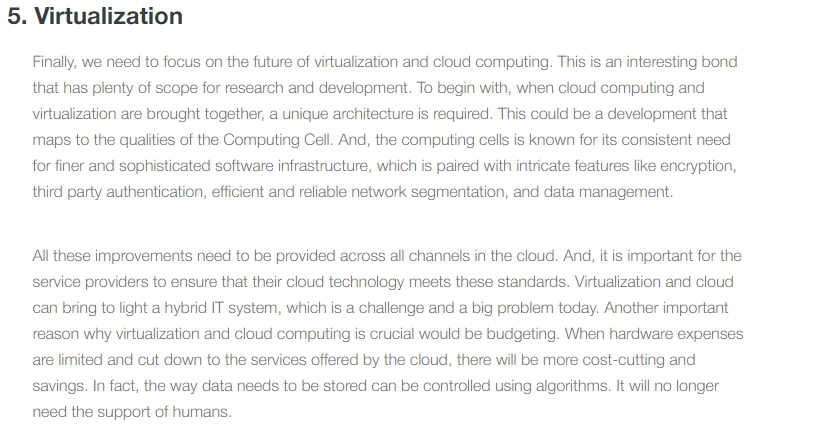 5. Virtualization
Finally, we need to focus on the future of virtualization and cloud computing. This is an interesting bond
that has plenty of scope for research and development. To begin with, when cloud computing and
virtualization are brought together, a unique architecture is required. This could be a development that
maps to the qualities of the Computing Cell. And, the computing cells is known for its consistent need
for finer and sophisticated software infrastructure, which is paired with intricate features like encryption,
third party authentication, efficient and reliable network segmentation, and data management.
All these improvements need to be provided across all channels in the cloud. And, it is important for the
service providers to ensure that their cloud technology meets these standards. Virtualization and cloud
can bring to light a hybrid IT system, which is a challenge and a big problem today. Another important
reason why virtualization and cloud computing is crucial would be budgeting. When hardware expenses
are limited and cut down to the services offered by the cloud, there will be more cost-cutting and
savings. In fact, the way data needs to be stored can be controlled using algorithms. It will no longer
need the support of humans.